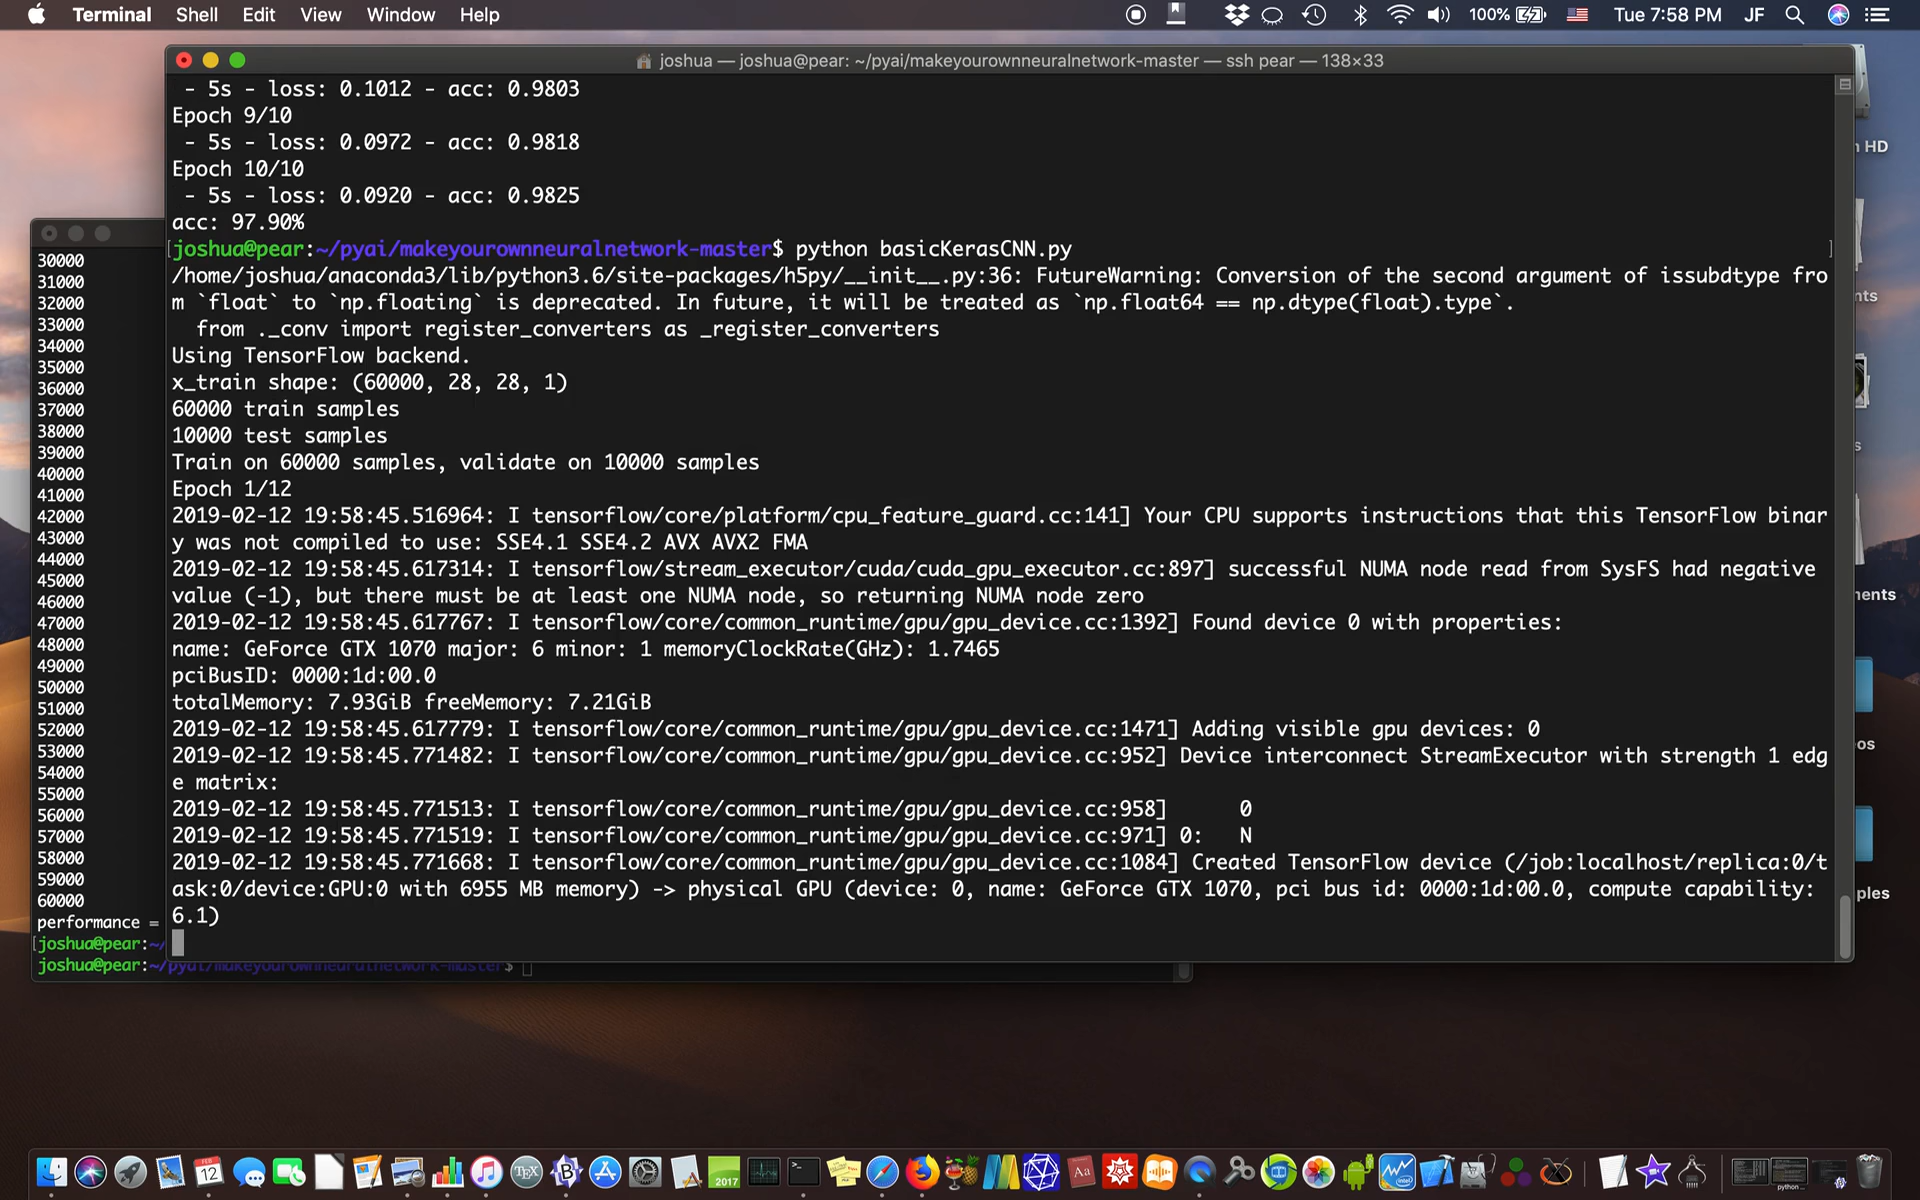 Terminal Shell Edit View Window Help 100% Tue 7:58 PM JF
joshua — joshua@pear: ~/pyai/makeyourownneuralnetwork-master — ssh pear — 138×33
- 5s - loss: 0.1012 - acc: 0.9803
Epoch 9/10
- 5s - loss: 0.0972 - acc: 0.9818
Epoch 10/10
- 5s - loss: 0.0920 - acc: 0.9825
acc: 97.90%
[joshua@pear:~/pyai/makeyourownneuralnetwork-master$ python basicKerasCNN.py ]
/home/joshua/anaconda3/lib/python3.6/site-packages/h5py/__init__.py:36: FutureWarning: Conversion of the second argument of issubdtype fro
m `float` to `np.floating` is deprecated. In future, it will be treated as `np.float64 == np.dtype(float).type`.
from ._conv import register_converters as _register_converters
Using TensorFlow backend.
x_train shape: (60000, 28, 28, 1)
60000 train samples
10000 test samples
Train on 60000 samples, validate on 10000 samples
Epoch 1/12
2019-02-12 19:58:45.516964: I tensorflow/core/platform/cpu_feature_guard.cc:141] Your CPU supports instructions that this TensorFlow binar
y was not compiled to use: SSE4.1 SSE4.2 AVX AVX2 FMA
2019-02-12 19:58:45.617314: I tensorflow/stream_executor/cuda/cuda_gpu_executor.cc:897] successful NUMA node read from SysFS had negative
value (-1), but there must be at least one NUMA node, so returning NUMA node zero
2019-02-12 19:58:45.617767: I tensorflow/core/common_runtime/gpu/gpu_device.cc:1392] Found device 0 with properties:
name: GeForce GTX 1070 major: 6 minor: 1 memoryClockRate(GHz): 1.7465
pciBusID: 0000:1d:00.0
totalMemory: 7.93GiB freeMemory: 7.21GiB
2019-02-12 19:58:45.617779: I tensorflow/core/common_runtime/gpu/gpu_device.cc:1471] Adding visible gpu devices: 0
2019-02-12 19:58:45.771482: I tensorflow/core/common_runtime/gpu/gpu_device.cc:952] Device interconnect StreamExecutor with strength 1 edg
e matrix:
2019-02-12 19:58:45.771513: I tensorflow/core/common_runtime/gpu/gpu_device.cc:958] 0
2019-02-12 19:58:45.771519: I tensorflow/core/common_runtime/gpu/gpu_device.cc:971] 0: N
2019-02-12 19:58:45.771668: I tensorflow/core/common_runtime/gpu/gpu_device.cc:1084] Created TensorFlow device (/job:localhost/replica:0/t
ask:0/device:GPU:0 with 6955 MB memory) -> physical GPU (device: 0, name: GeForce GTX 1070, pci bus id: 0000:1d:00.0, compute capability:
6.1)
30000
31000
32000
33000
34000
35000
36000
37000
38000
39000
40000
41000
42000
43000
44000
45000
46000
47000
48000
49000
50000
51000
52000
53000
54000
55000
56000
57000
58000
59000
60000
performance =
[joshua@pear:~/
joshua@pear:~/pyai/makeyourownneuralnetwork-master$
HD
nts
s
nents
os
ples
FEB
12
TEX
B
2017
Aa
python